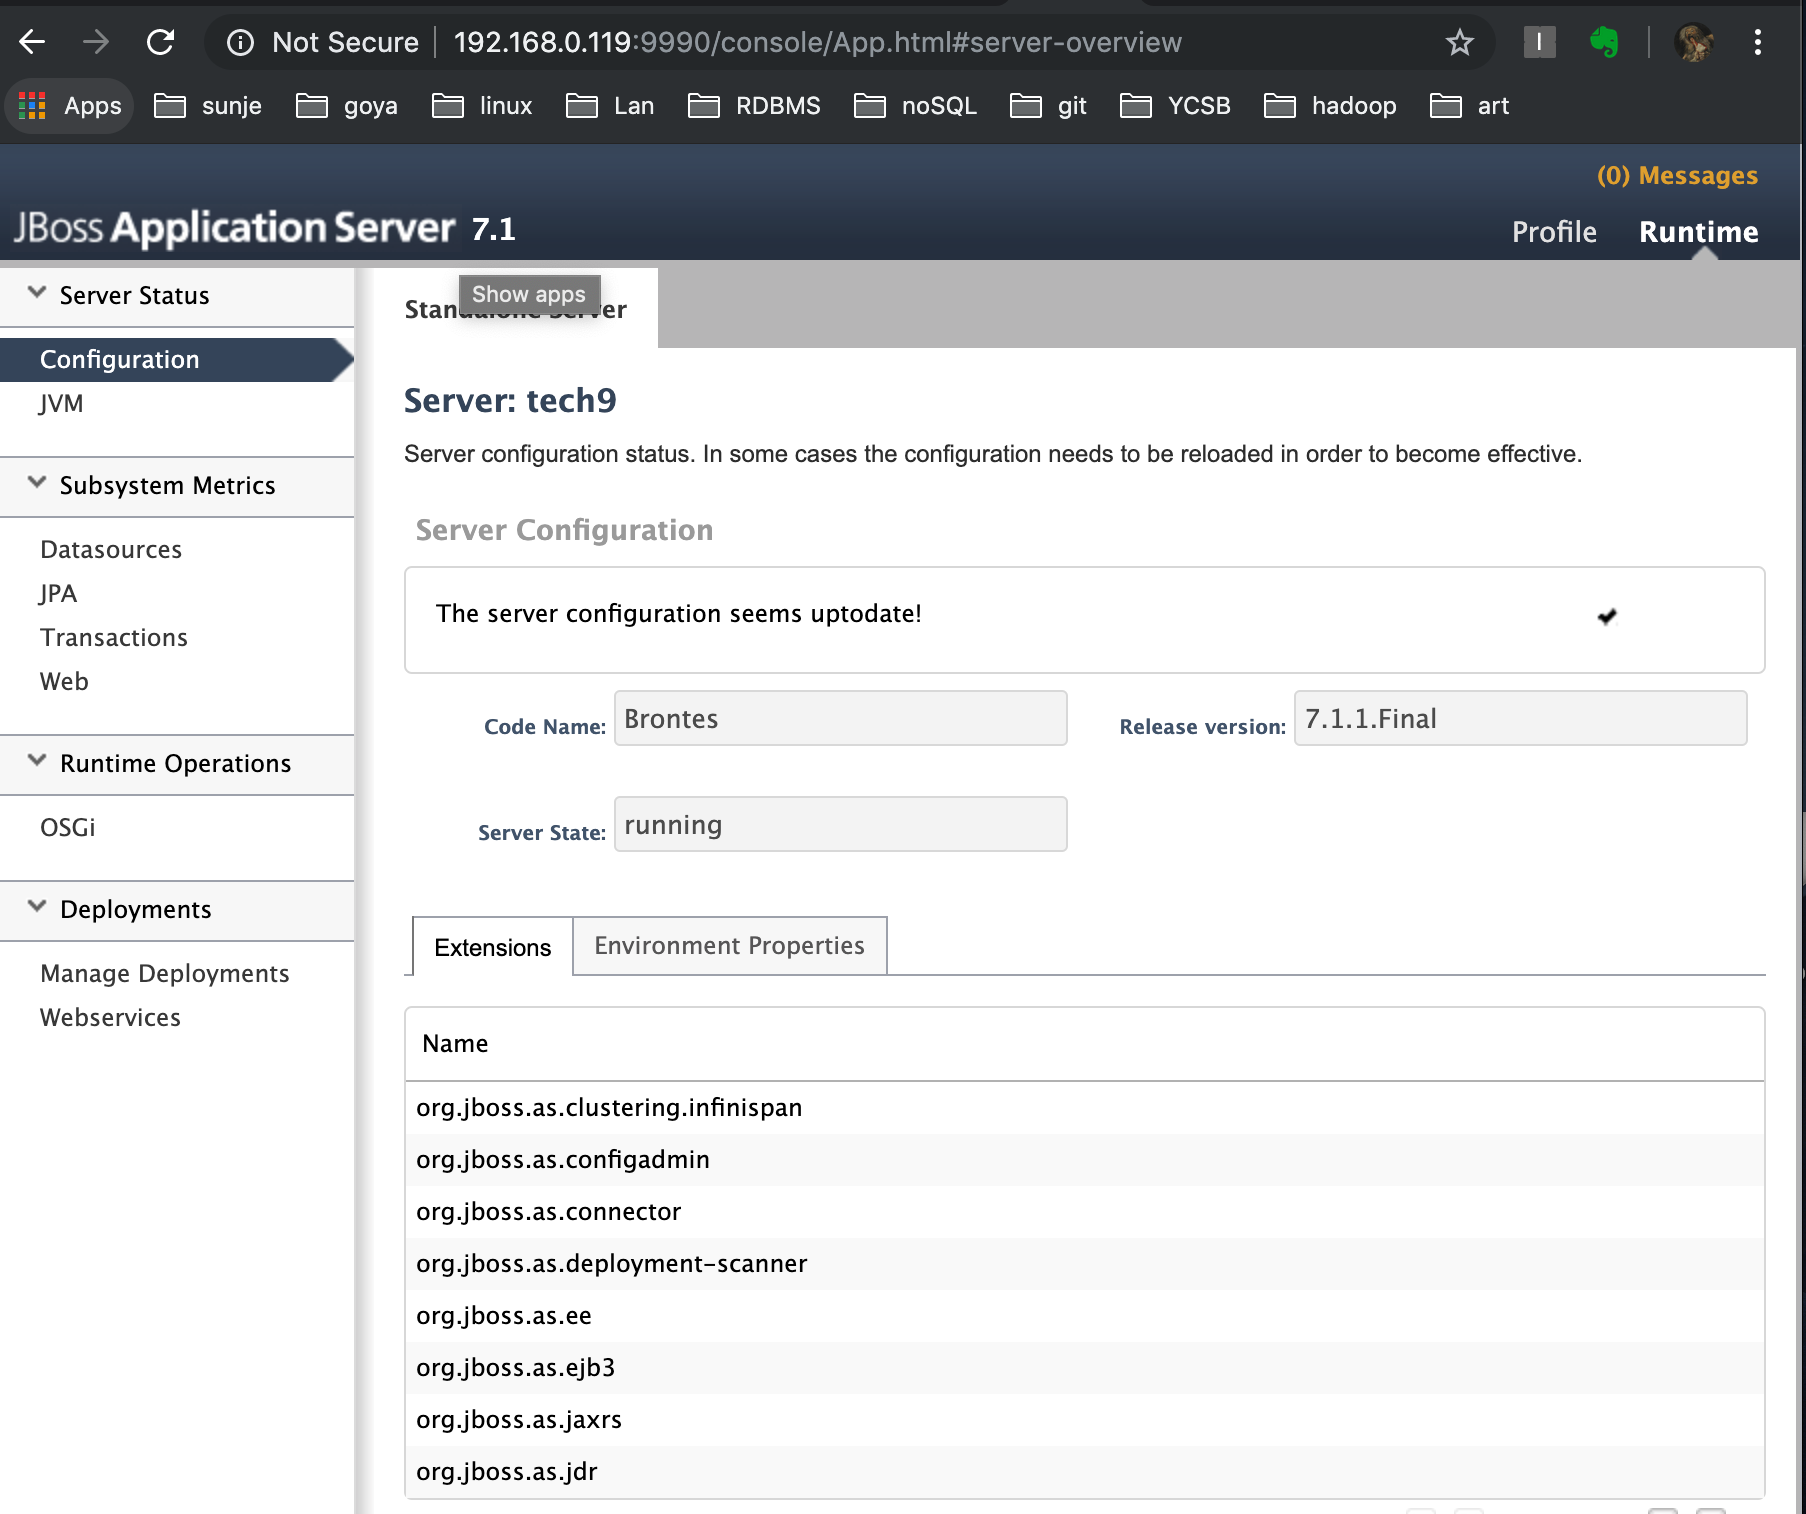 Not Secure 192.168.0.119:9990/console/App.html#server-overview
Apps sunje goya linux Lan RDBMS noSQL git YCSB hadoop art
(0) Messages
JBoss Application Server 7.1
Profile Runtime
Server Status
Configuration
JVM
Subsystem Metrics
Datasources
JPA
Transactions
Web
Runtime Operations
OSGi
Deployments
Manage Deployments
Webservices
Show apps
Standalone Server
Server: tech9
Server configuration status. In some cases the configuration needs to be reloaded in order to become effective.
Server Configuration
The server configuration seems uptodate!
Code Name: Brontes Release version: 7.1.1.Final
Server State: running
Extensions Environment Properties
Name
org.jboss.as.clustering.infinispan
org.jboss.as.configadmin
org.jboss.as.connector
org.jboss.as.deployment-scanner
org.jboss.as.ee
org.jboss.as.ejb3
org.jboss.as.jaxrs
org.jboss.as.jdr